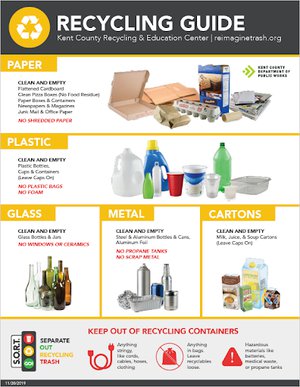 RECYCLING GUIDE
Kent County Recycling & Education Center | reimaginetrash.org
PAPER
CLEAN AND EMPTY
Flattened Cardboard
Clean Pizza Boxes (No Food Residue)
Paper Boxes & Containers
Newspapers & Magazines
Junk Mail & Office Paper
NO SHREDDED PAPER
KENT COUNTY
DEPARTMENT OF
PUBLIC WORKS
PLASTIC
CLEAN AND EMPTY
Plastic Bottles,
Cups & Containers
(Leave Caps On)
NO PLASTIC BAGS
NO FOAM
GLASS
CLEAN AND EMPTY
Glass Bottles & Jars
NO WINDOWS OR CERAMICS
METAL
CLEAN AND EMPTY
Steel & Aluminum Bottles & Cans,
Aluminum Foil
NO PROPANE TANKS
NO SCRAP METAL
CARTONS
CLEAN AND EMPTY
Milk, Juice, & Soup Cartons
(Leave Caps On)
S.O.R.T.
SEPARATE
OUT
RECYCLING
TRASH
KEEP OUT OF RECYCLING CONTAINERS
Anything
stringy, like
cords,
cables, hoses,
clothing
Anything
in bags.
Leave
recyclables
loose.
Hazardous
materials like
batteries,
medical waste,
or propane tanks
11/26/2019